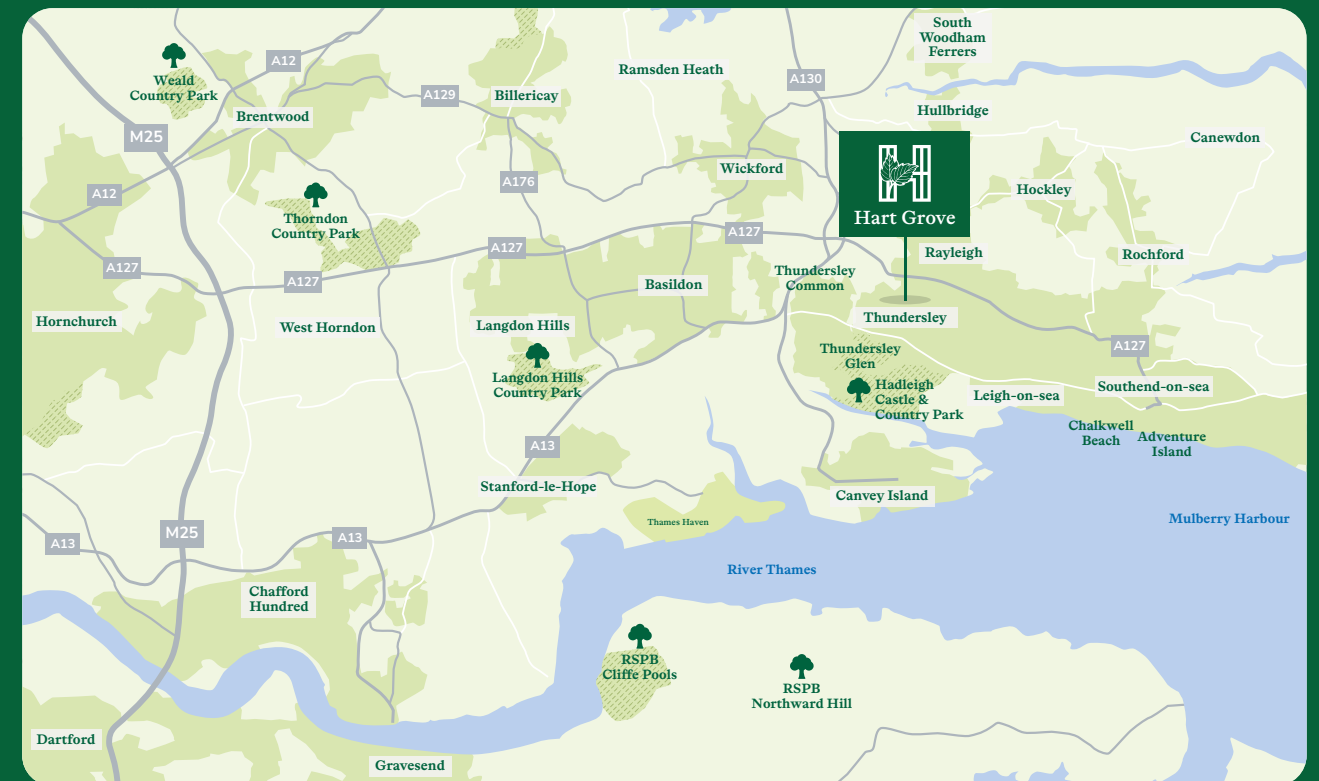 South
Woodham
Ferrers
Weald
Country Park
A12
Ramsden Heath
A130
A129
Billericay
Hullbridge
Brentwood
M25
Canewdon
Wickford
A176
A12
Hockley
Thorndon
Country Park
Hart Grove
A127
A127
Rayleigh
Rochford
A127
A127
Thundersley
Common
Basildon
Hornchurch
West Horndon
Langdon Hills
Thundersley
A127
Thundersley
Glen
Langdon Hills
Country Park
Hadleigh
Castle &
Country Park
Leigh-on-sea
Southend-on-sea
Chalkwell
Beach
Adventure
Island
A13
Stanford-le-Hope
Canvey Island
Thames Haven
Mulberry Harbour
M25
A13
A13
River Thames
Chafford
Hundred
RSPB
Cliffe Pools
RSPB
Northward Hill
Dartford
Gravesend